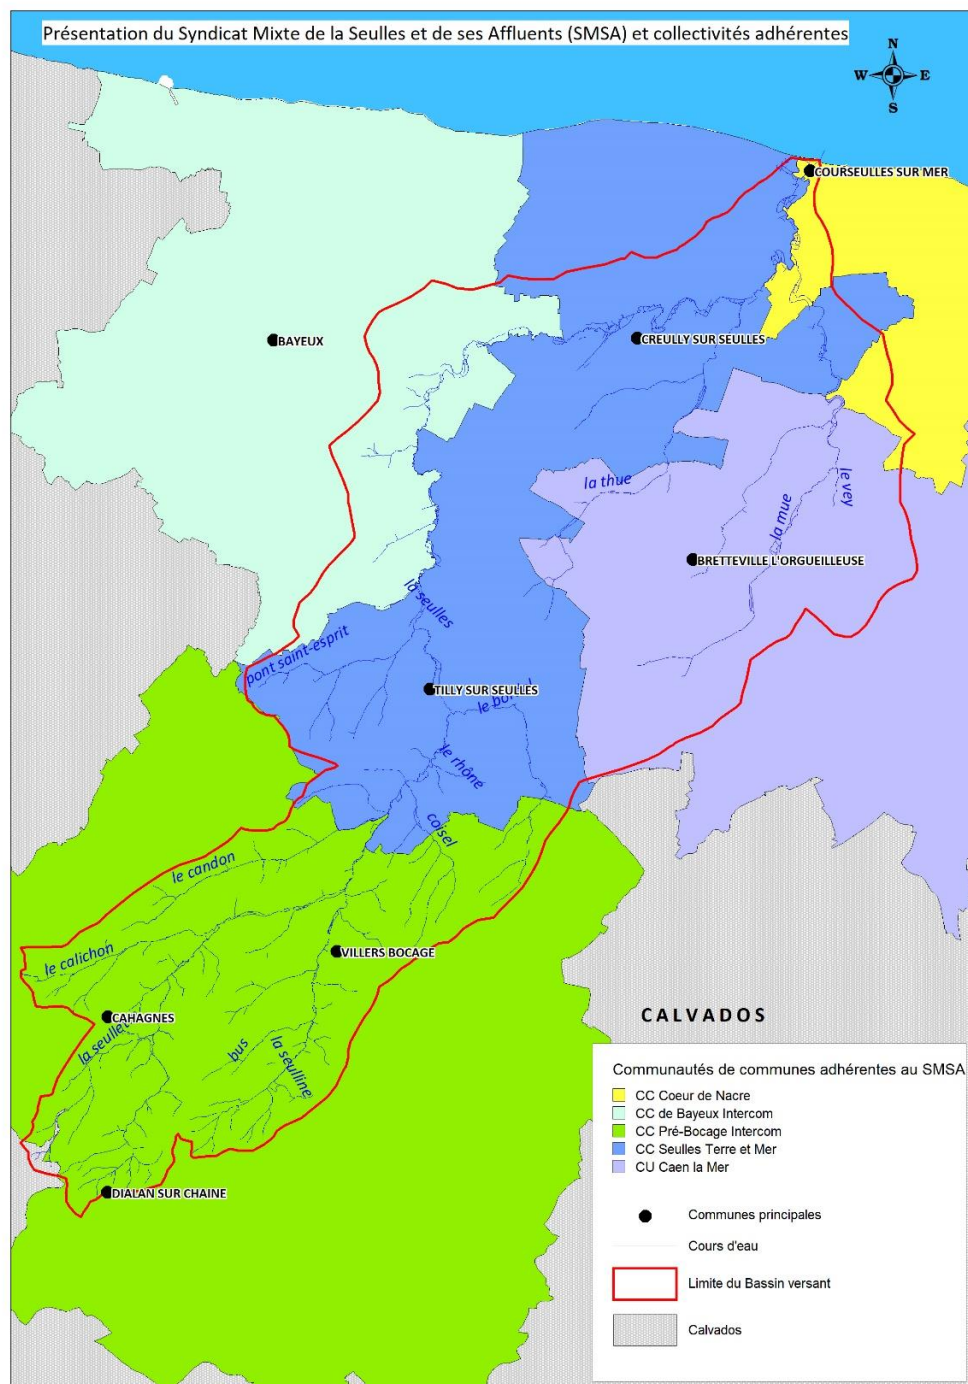 Présentation du Syndicat Mixte de la Seulles et de ses Affluents (SMSA) et collectivités adhérentes
N
W E
S
COURSEULLES SUR MER
BAYEUX
CREULLY SUR SEULLES
la thue
la mue
le vey
BRETTEVILLE L'ORGUEILLEUSE
la seulles
pont saint-esprit
TILLY SUR SEULLES
le
le rhône
coisel
le candon
VILLERS BOCAGE
le calichon
CAHAGNES
la seullet
bus
la seulline
DIALAN SUR CHAINE
CALVADOS
Communautés de communes adhérentes au SMSA
CC Coeur de Nacre
CC de Bayeux Intercom
CC Pré-Bocage Intercom
CC Seulles Terre et Mer
CU Caen la Mer
Communes principales
Cours d'eau
Limite du Bassin versant
Calvados